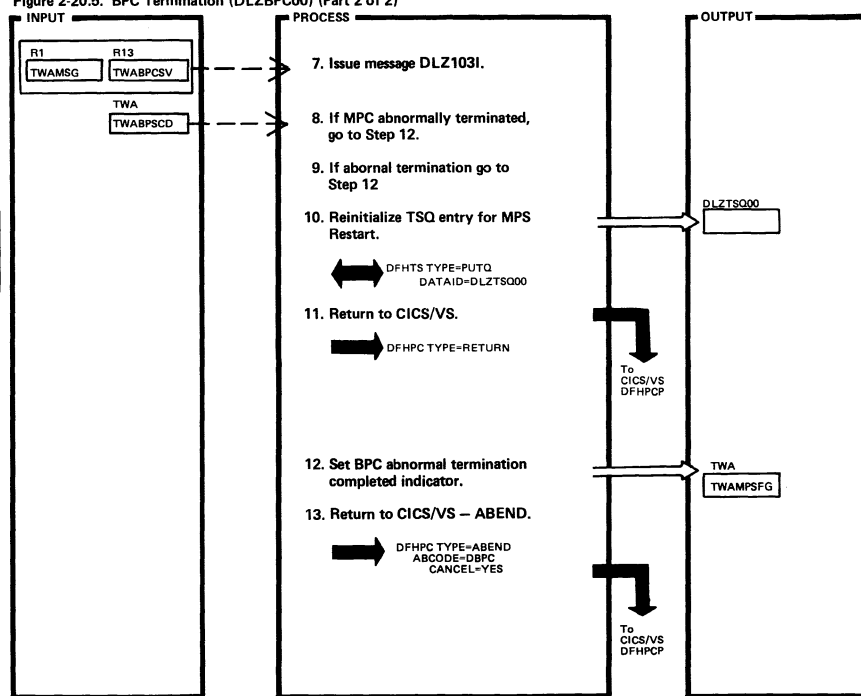 Figure 2-20.5. BPC Termination (DLZBPC00) (Part 2 of 2)
INPUT
PROCESS
OUTPUT
R1
R13
TWAMSG
TWABPCSV
7. Issue message DLZ103I.
TWA
TWABPSCD
8. If MPC abnormally terminated,
go to Step 12.
9. If abornal termination go to
Step 12
10. Reinitialize TSQ entry for MPS
Restart.
DLZTSQ00
DFHTS TYPE=PUTQ
DATAID=DLZTSQ00
11. Return to CICS/VS.
DFHPC TYPE=RETURN
To
CICS/VS
DFHPCP
12. Set BPC abnormal termination
completed indicator.
TWA
TWAMPSFG
13. Return to CICS/VS – ABEND.
DFHPC TYPE=ABEND
ABCODE=DBPC
CANCEL=YES
To
CICS/VS
DFHPCP